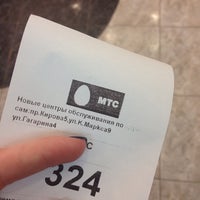 МТС
Новые центры обслуживания по
сам:пр.Кирова5,ул.К.Маркса9
ул.Гагарина4
324